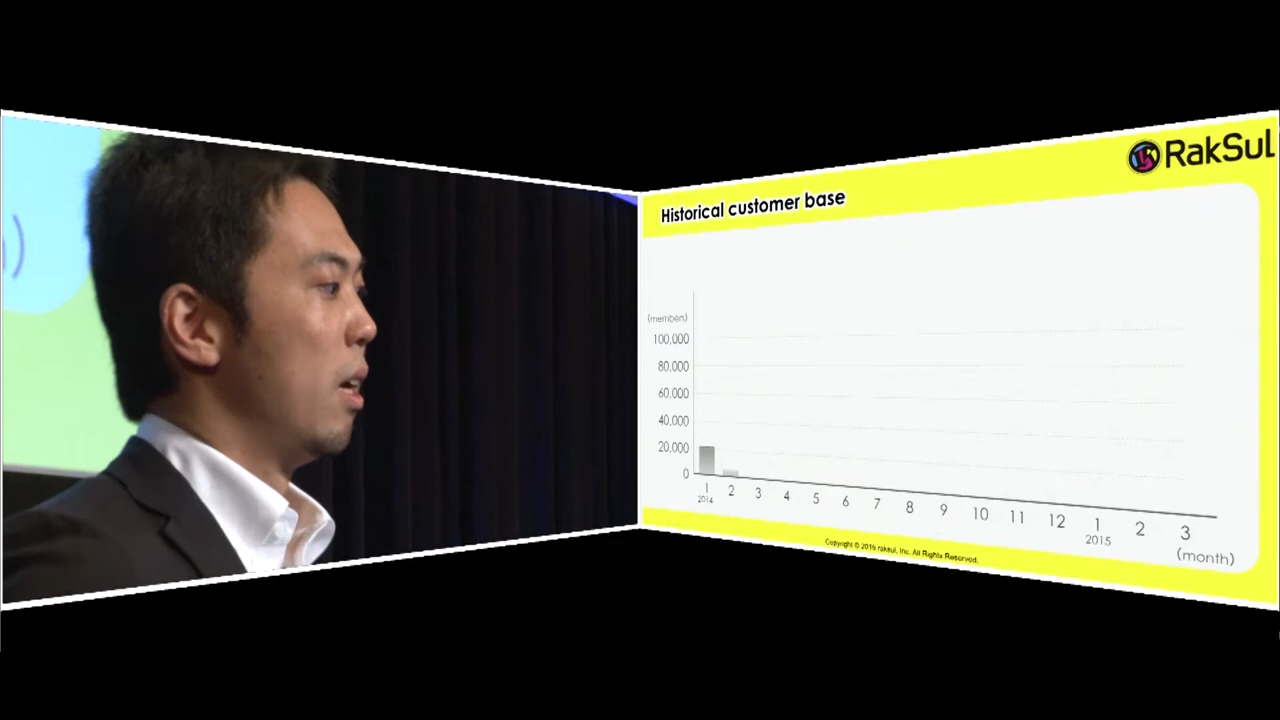 )
RakSul
Historical customer base
(members)
100,000
80,000
60,000
40,000
20,000
0
1 2 3 4 5 6 7 8 9 10 11 12 1 2 3
2014 2015
(month)
Copyright © 2015 raksul, Inc. All Rights Reserved.